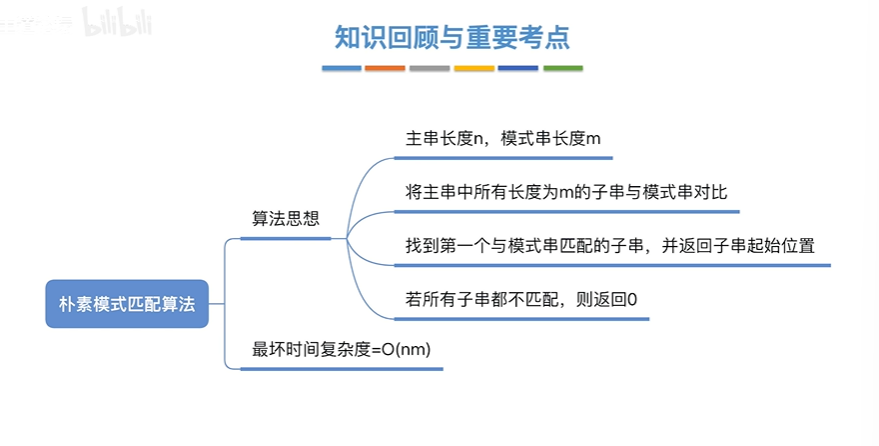 bilibili
知识回顾与重要考点
主串长度n，模式串长度m
将主串中所有长度为m的子串与模式串对比
算法思想
找到第一个与模式串匹配的子串，并返回子串起始位置
朴素模式匹配算法
若所有子串都不匹配，则返回0
最坏时间复杂度=O(nm)